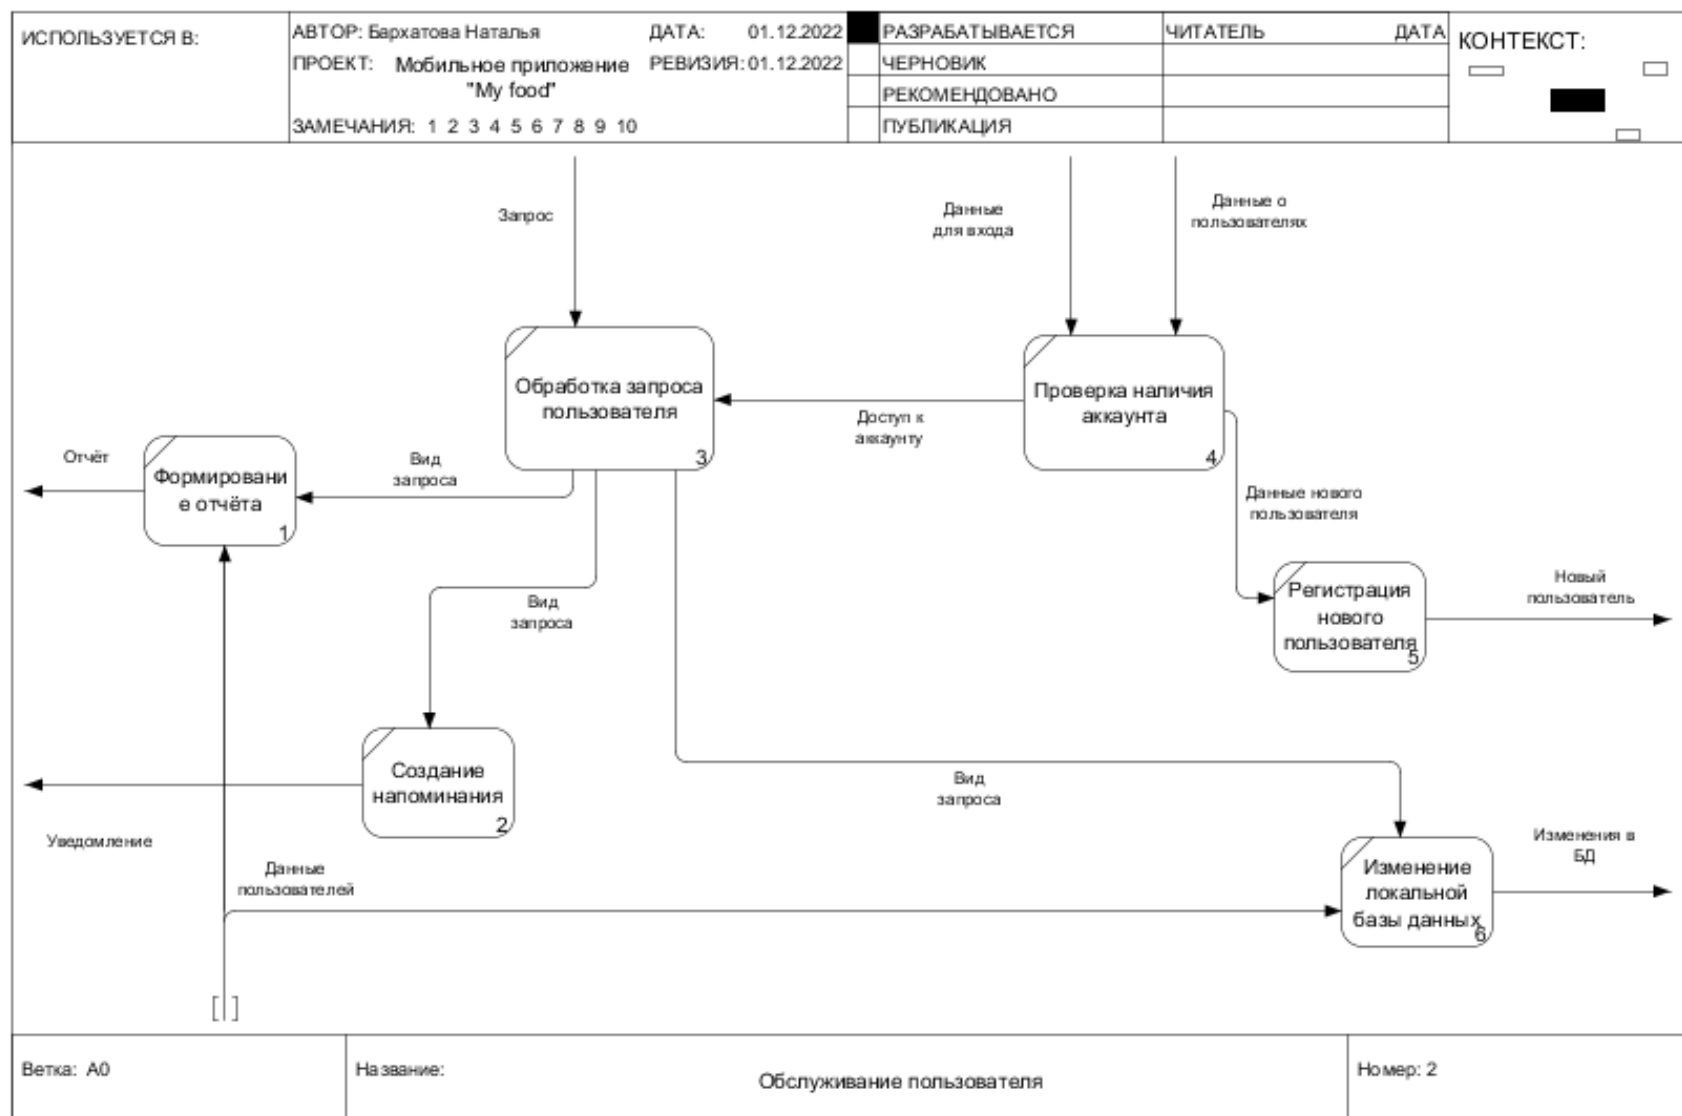 ИСПОЛЬЗУЕТСЯ В:
АВТОР: Бархатова Наталья
ДАТА: 01.12.2022
ПРОЕКТ: Мобильное приложение
"My food"
РЕВИЗИЯ: 01.12.2022
ЗАМЕЧАНИЯ: 1 2 3 4 5 6 7 8 9 10
РАЗРАБАТЫВАЕТСЯ
ЧЕРНОВИК
РЕКОМЕНДОВАНО
ПУБЛИКАЦИЯ
ЧИТАТЕЛЬ
ДАТА
КОНТЕКСТ:
Запрос
Данные
для входа
Данные о
пользователях
Обработка запроса
пользователя
3
Доступ к
аккаунту
Проверка наличия
аккаунта
4
Отчёт
Формировани
е отчёта
1
Вид
запроса
Данные нового
пользователя
Вид
запроса
Регистрация
нового
пользователя
5
Новый
пользователь
Создание
напоминания
2
Уведомление
Вид
запроса
Данные
пользователей
Изменение
локальной
базы данных
6
Изменения в
БД
[ ]
Ветка: A0
Название:
Обслуживание пользователя
Номер: 2